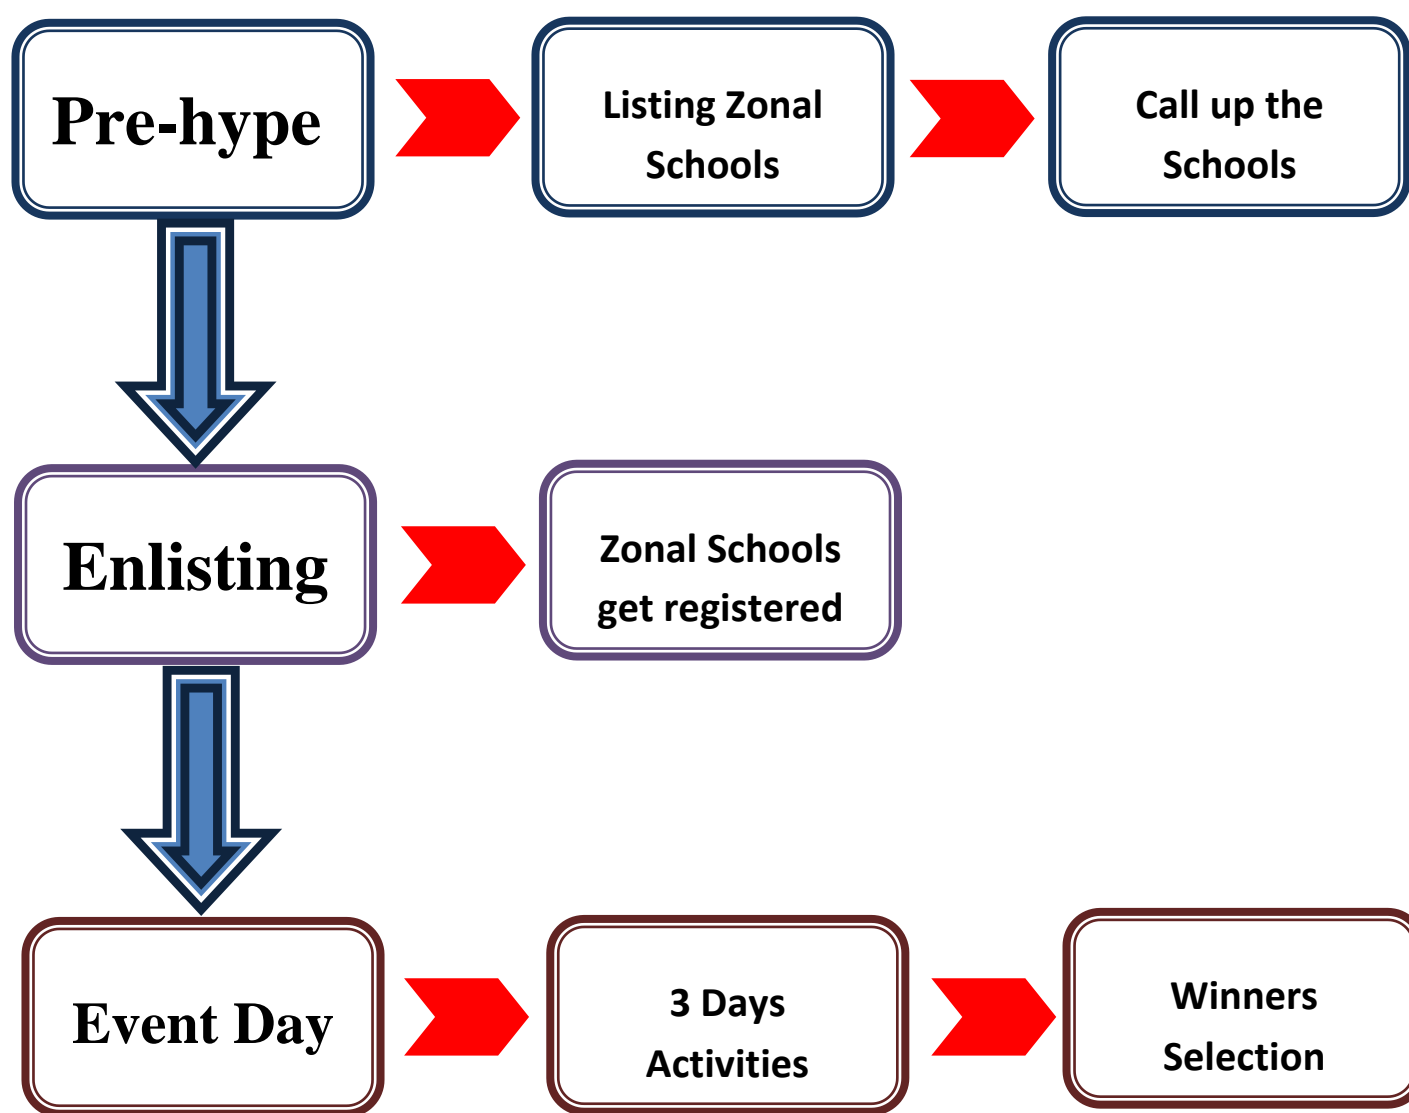 Pre-hype
Listing Zonal
Schools
Call up the
Schools
Enlisting
Zonal Schools
get registered
Event Day
3 Days
Activities
Winners
Selection